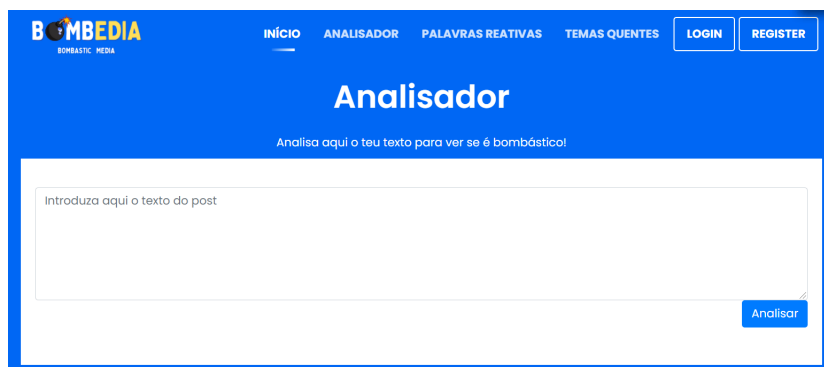 BOMBEDIA
BOMBASTIC MEDIA
INÍCIO ANALISADOR PALAVRAS REATIVAS TEMAS QUENTES LOGIN REGISTER
Analisador
Analisa aqui o teu texto para ver se é bombástico!
Introduza aqui o texto do post
Analisar